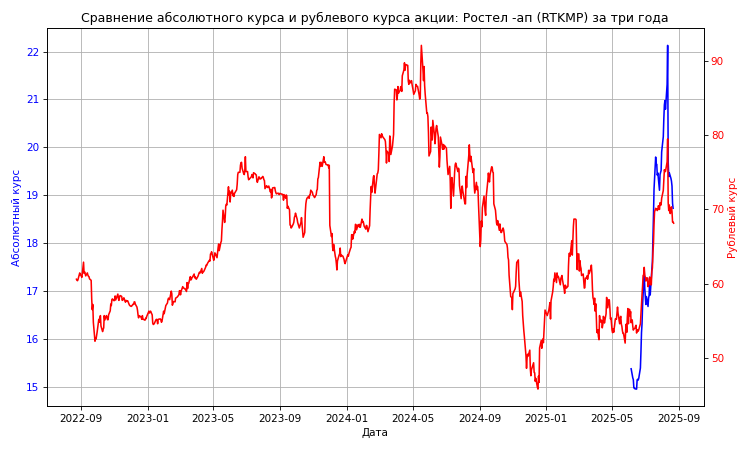 Сравнение абсолютного курса и рублевого курса акции: Ростел -ап (RTKMP) за три года
Абсолютный курс
22
21
20
19
18
17
16
15
90
80
70
60
50
Рублевый курс
2022-09 2023-01 2023-05 2023-09 2024-01 2024-05 2024-09 2025-01 2025-05 2025-09
Дата